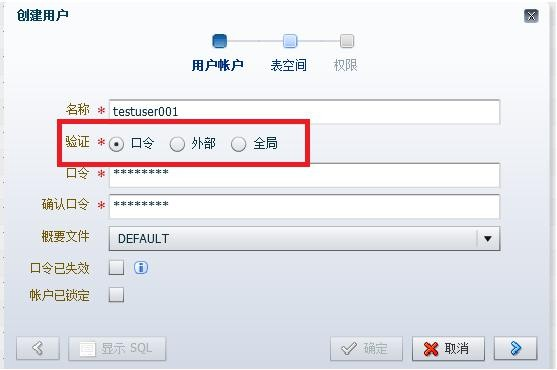 创建用户
用户帐户 表空间 权限
名称 * testuser001
验证 * 口令 外部 全局
口令 * ********
确认口令 * ********
概要文件 DEFAULT
口令已失效
帐户已锁定
显示 SQL 确定 取消